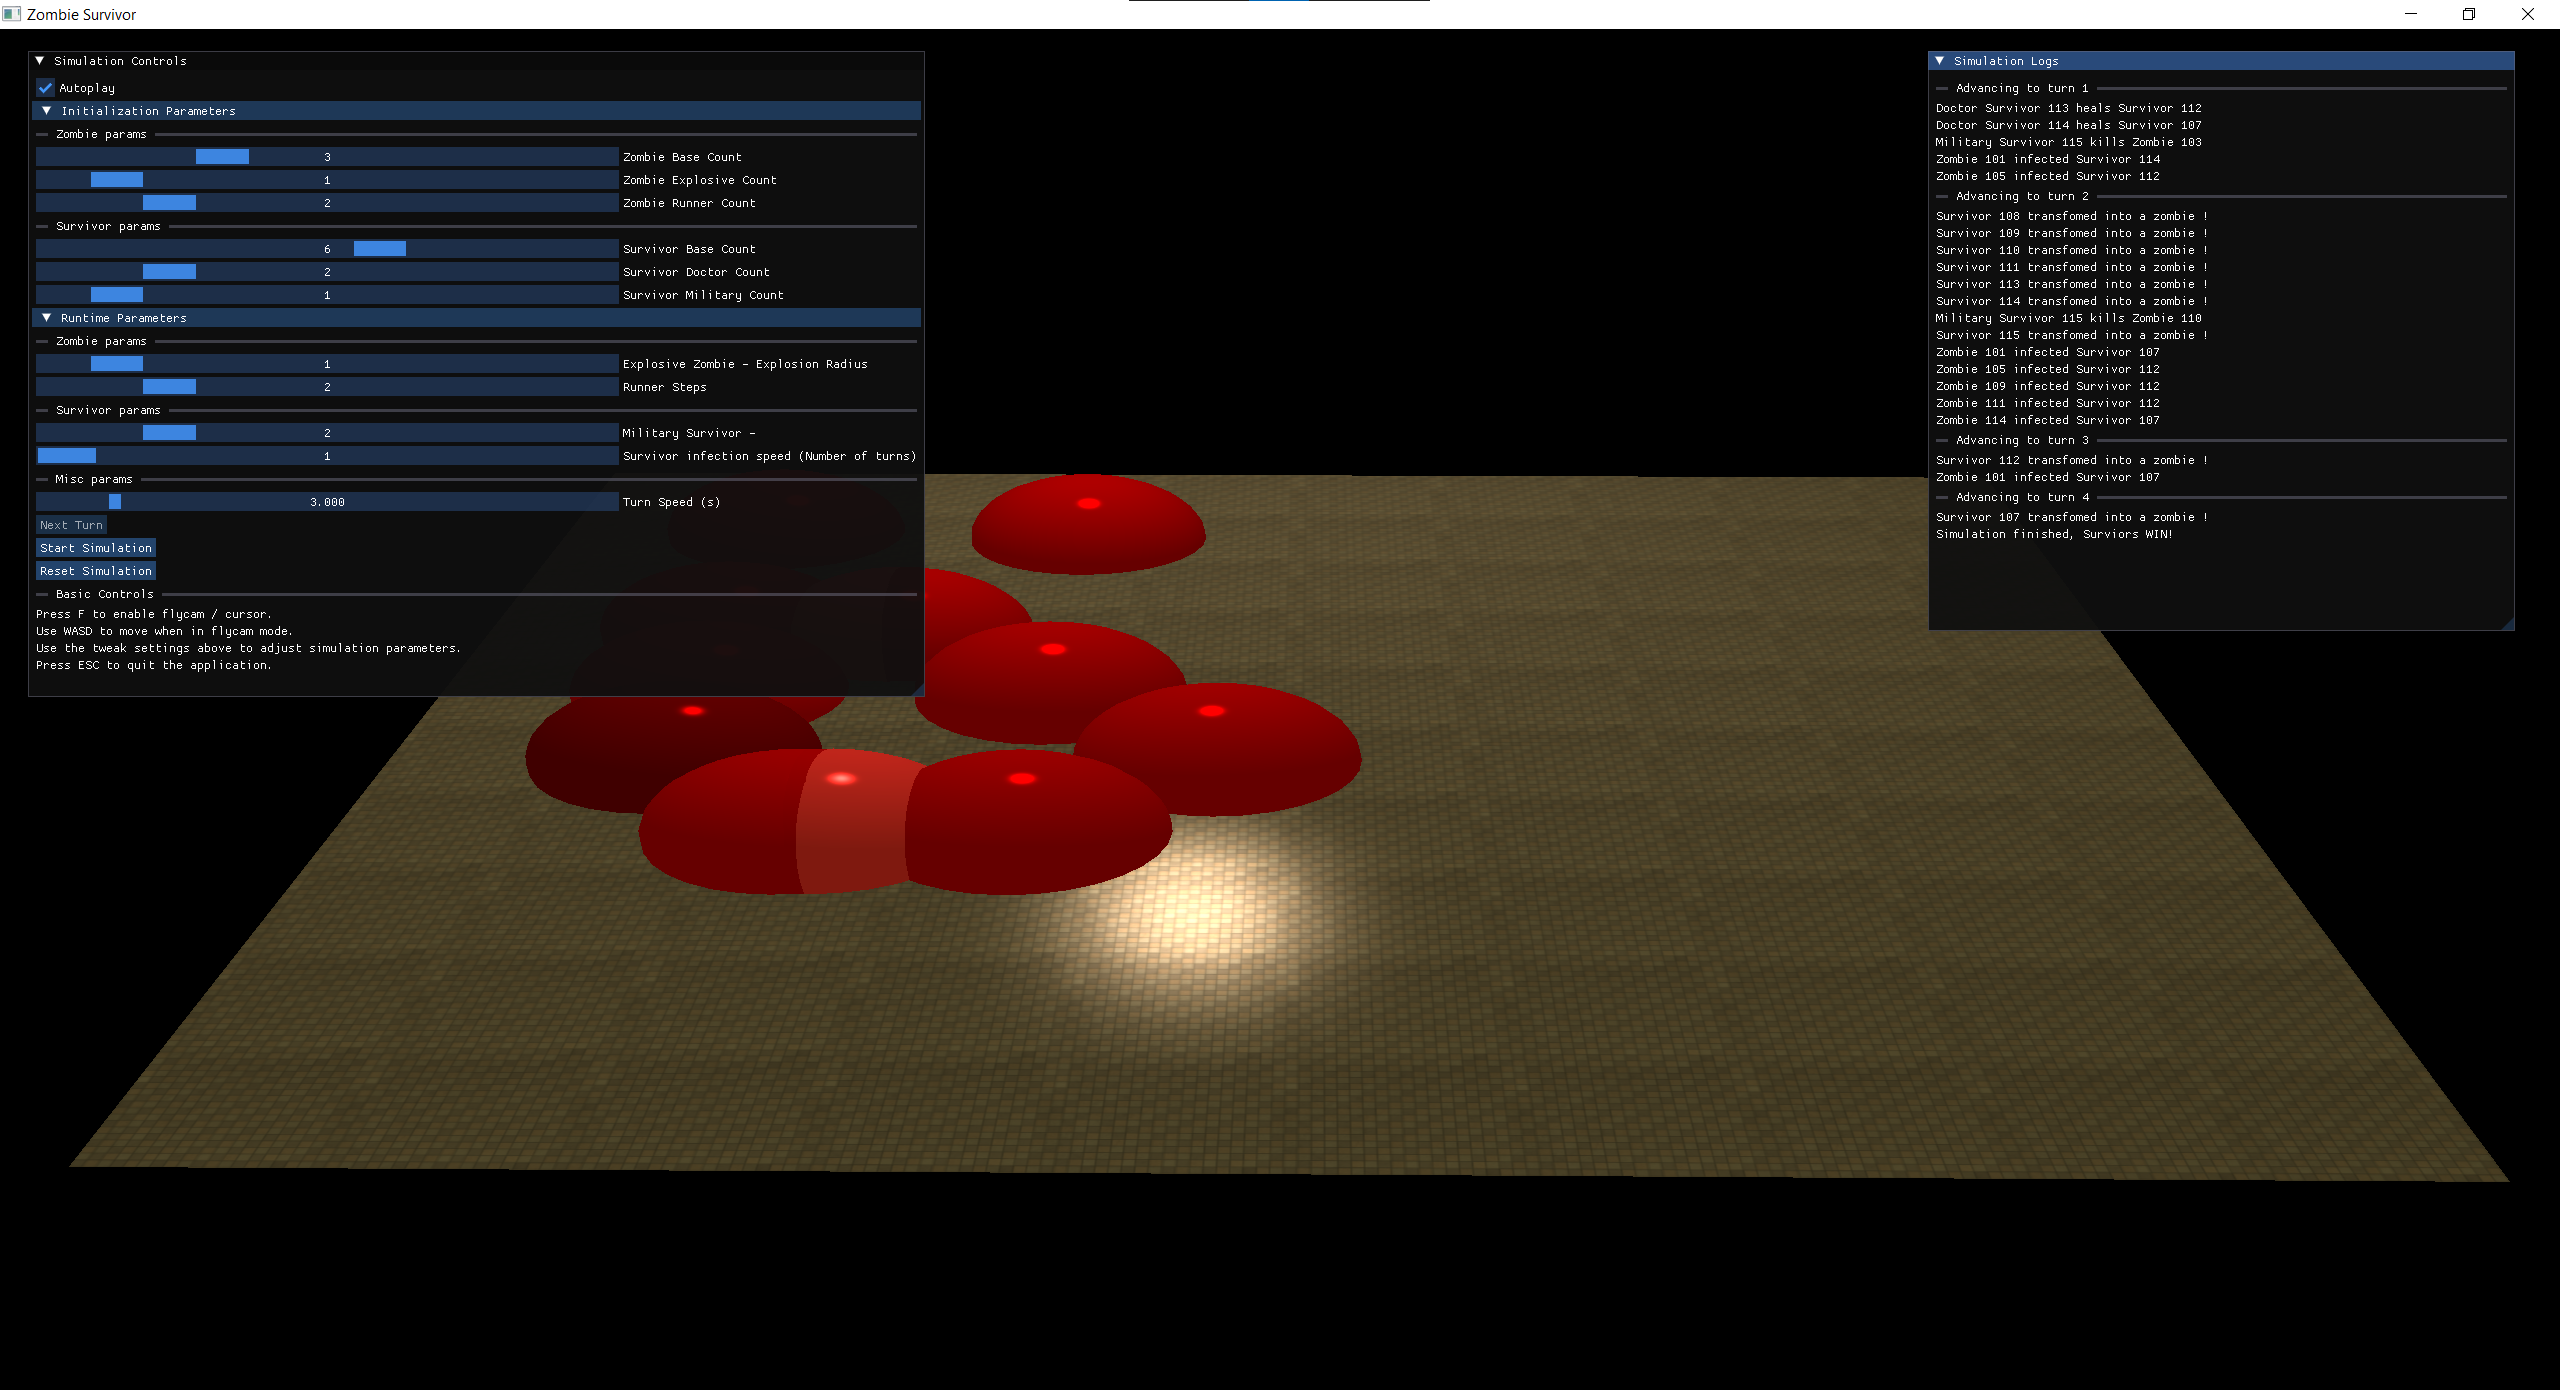 Zombie Survivor
Simulation Controls
Autoplay
Initialization Parameters
Zombie params
3 Zombie Base Count
1 Zombie Explosive Count
2 Zombie Runner Count
Survivor params
6 Survivor Base Count
2 Survivor Doctor Count
1 Survivor Military Count
Runtime Parameters
Zombie params
1 Explosive Zombie - Explosion Radius
2 Runner Steps
Survivor params
2 Military Survivor -
1 Survivor infection speed (Number of turns)
Misc params
3.000 Turn Speed (s)
Next Turn
Start Simulation
Reset Simulation
Basic Controls
Press F to enable flycam / cursor.
Use WASD to move when in flycam mode.
Use the tweak settings above to adjust simulation parameters.
Press ESC to quit the application.
Simulation Logs
Advancing to turn 1
Doctor Survivor 113 heals Survivor 112
Doctor Survivor 114 heals Survivor 107
Military Survivor 115 kills Zombie 103
Zombie 101 infected Survivor 114
Zombie 105 infected Survivor 112
Advancing to turn 2
Survivor 108 transfomed into a zombie !
Survivor 109 transfomed into a zombie !
Survivor 110 transfomed into a zombie !
Survivor 111 transfomed into a zombie !
Survivor 113 transfomed into a zombie !
Survivor 114 transfomed into a zombie !
Military Survivor 115 kills Zombie 110
Survivor 115 transfomed into a zombie !
Zombie 101 infected Survivor 107
Zombie 105 infected Survivor 112
Zombie 109 infected Survivor 112
Zombie 111 infected Survivor 112
Zombie 114 infected Survivor 107
Advancing to turn 3
Survivor 112 transfomed into a zombie !
Zombie 101 infected Survivor 107
Advancing to turn 4
Survivor 107 transfomed into a zombie !
Simulation finished, Surviors WIN!